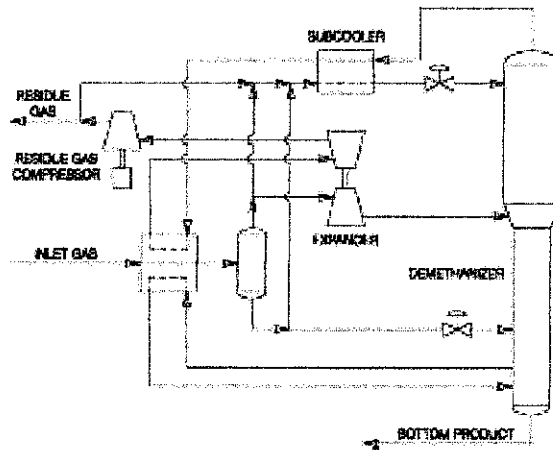 SUBCOOLER
RESIDUE
GAS
RESIDUE GAS
COMPRESSOR
EXPANDER
INLET GAS
DEMETHANIZER
BOTTOM PRODUCT